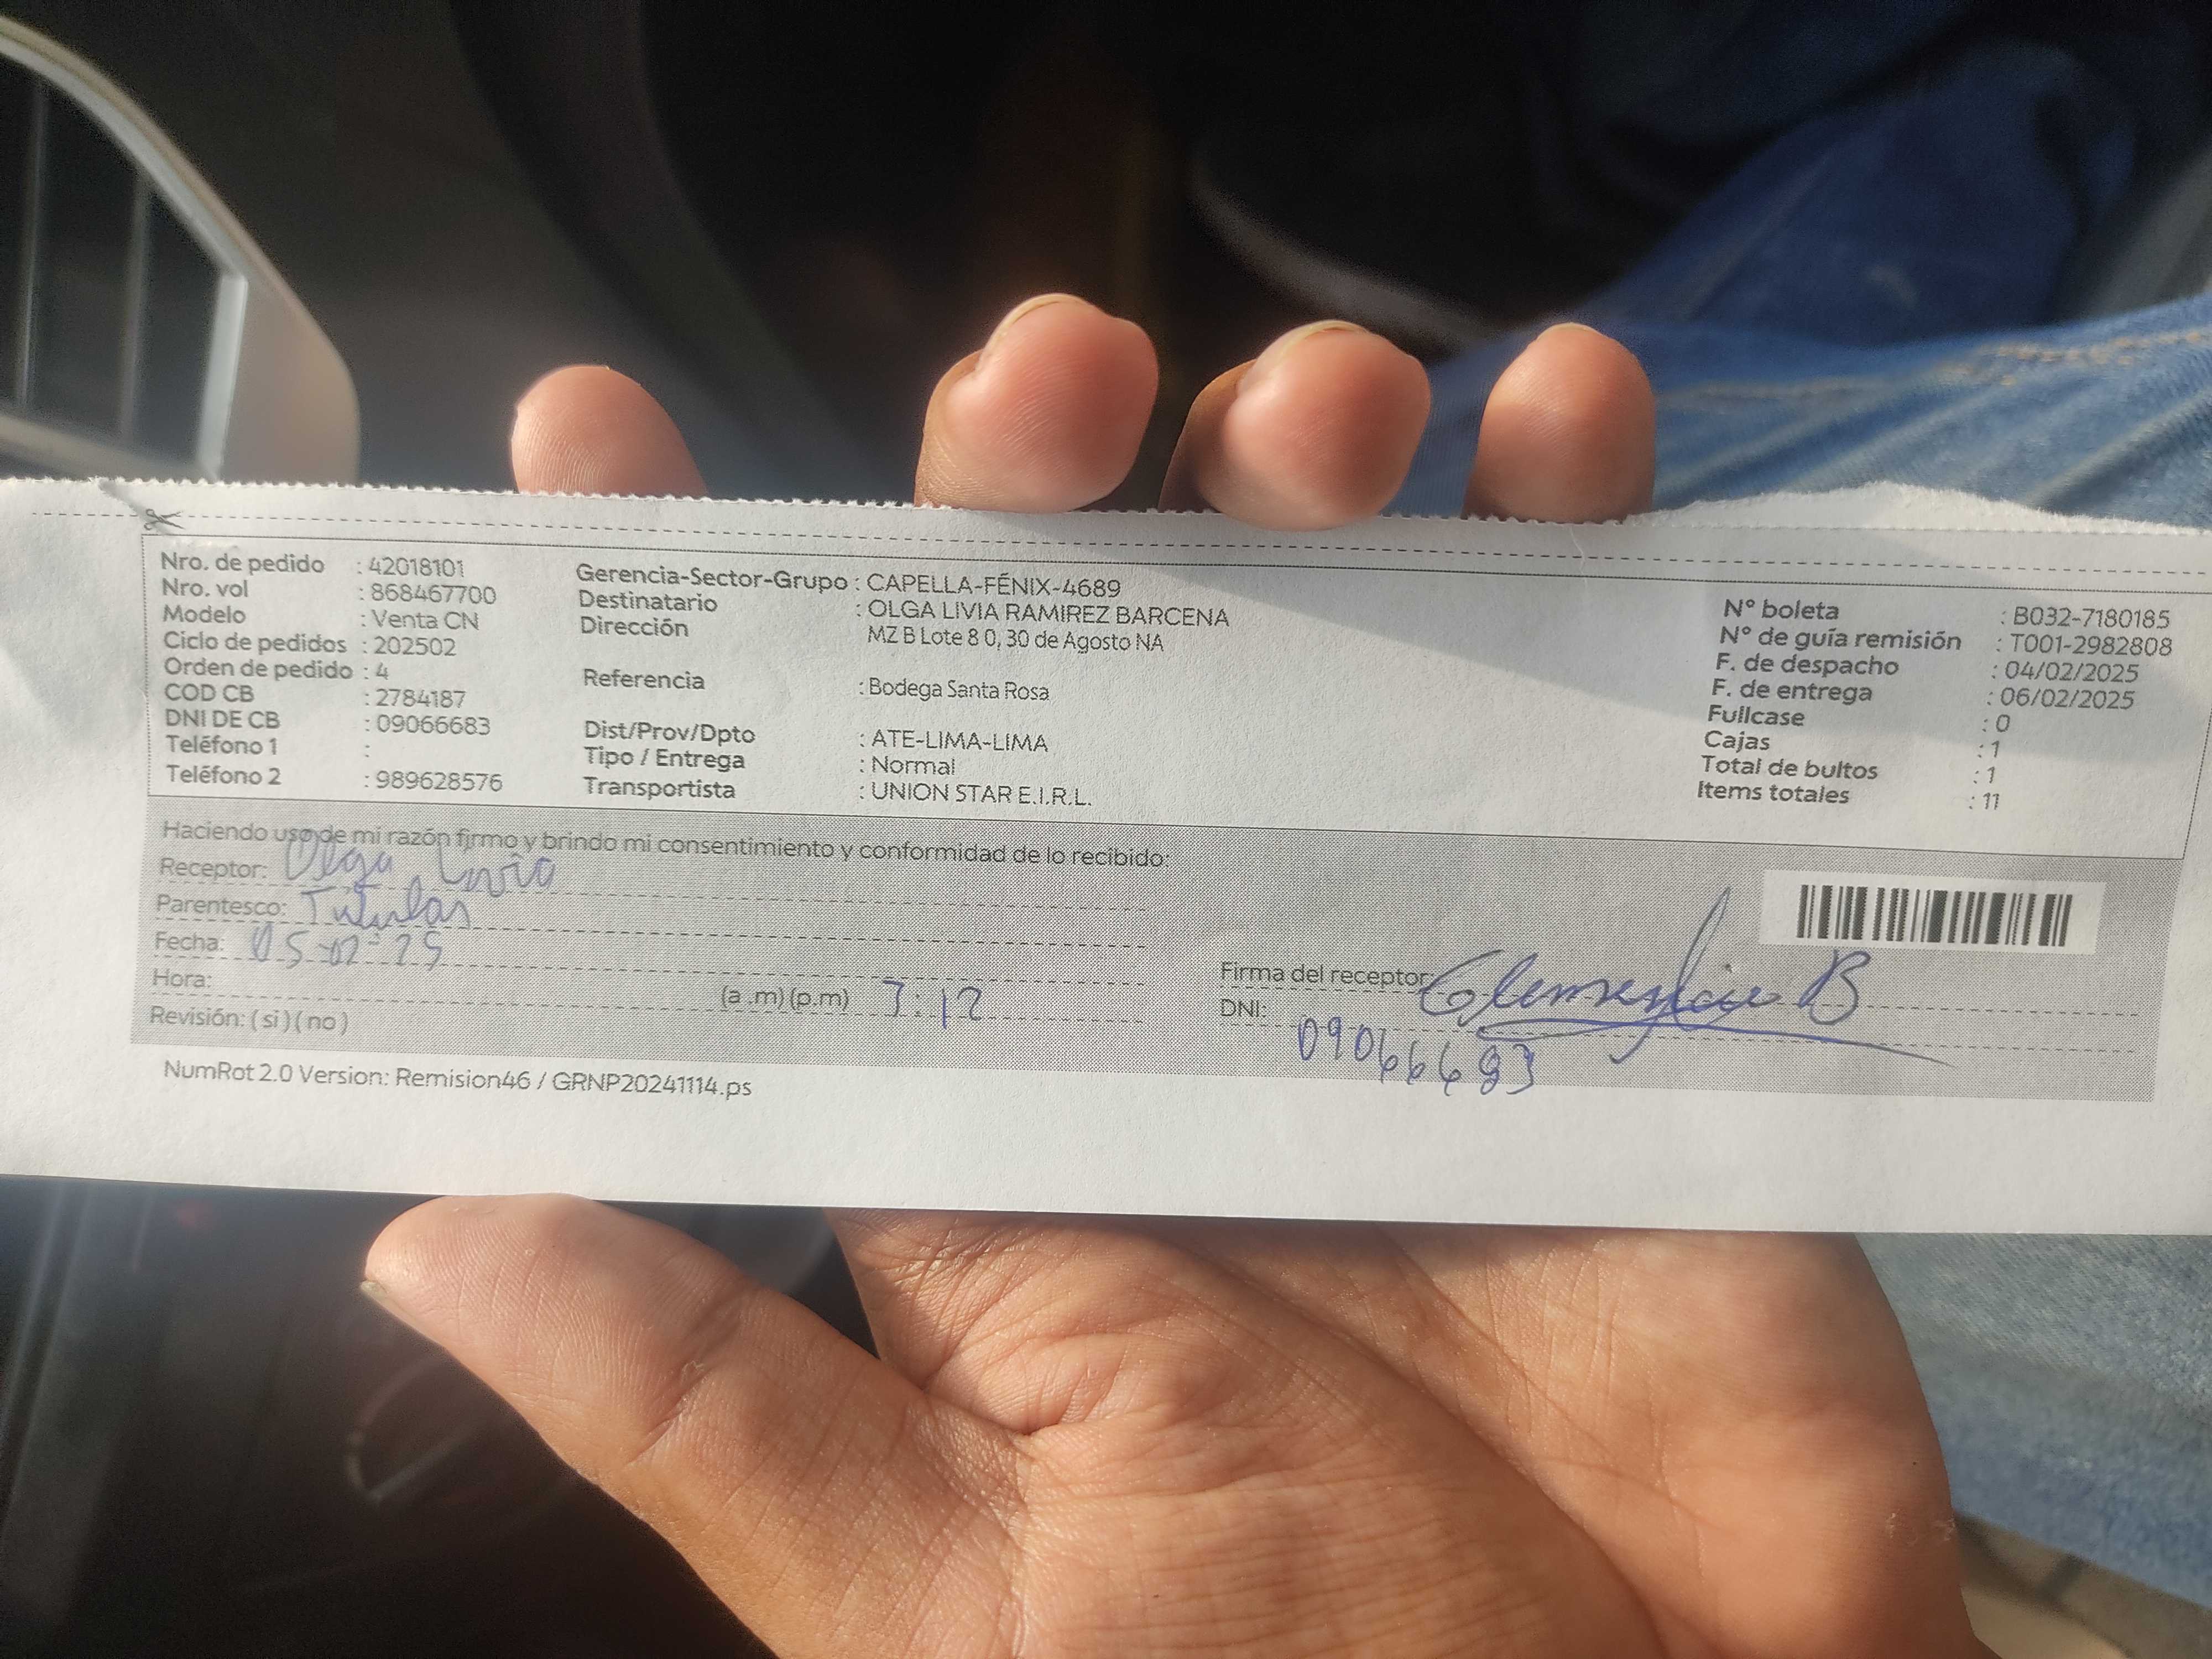 Nro. de pedido : 42018101
Nro. vol : 868467700
Modelo : Venta CN
Ciclo de pedidos : 202502
Orden de pedido : 4
COD CB : 2784187
DNI DE CB : 09066683
Teléfono 1 :
Teléfono 2 : 989628576
Gerencia-Sector-Grupo : CAPELLA-FÉNIX-4689
Destinatario : OLGA LIVIA RAMIREZ BARCENA
Dirección MZ B Lote 8 0, 30 de Agosto NA
Referencia : Bodega Santa Rosa
Dist/Prov/Dpto : ATE-LIMA-LIMA
Tipo / Entrega : Normal
Transportista : UNION STAR E.I.R.L.
N° boleta : B032-7180185
N° de guía remisión : T001-2982808
F. de despacho : 04/02/2025
F. de entrega : 06/02/2025
Fullcase : 0
Cajas : 1
Total de bultos : 1
Items totales : 11
Haciendo uso de mi razón firmo y brindo mi consentimiento y conformidad de lo recibido:
Receptor: Olga Livia
Parentesco: Titular
Fecha: 05-02-25
Hora: (a .m) (p.m) 7:12
Revisión: ( si ) ( no )
Firma del receptor: B
DNI: 09066683
NumRot 2.0 Version: Remision46 / GRNP20241114.ps